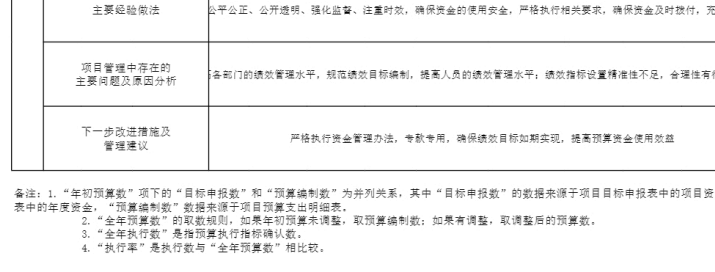 主要经验做法
公平公正、公开透明、强化监督、注重时效，确保资金的使用安全，严格执行相关要求，确保资金及时拨付，充
项目管理中存在的
主要问题及原因分析
各部门的绩效管理水平，规范绩效目标编制，提高人员的绩效管理水平；绩效指标设置精准性不足，合理性有
下一步改进措施及
管理建议
严格执行资金管理办法，专款专用，确保绩效目标如期实现，提高预算资金使用效益
备注：1.“年初预算数”项下的“目标申报数”和“预算编制数”为并列关系，其中“目标申报数”的数据来源于项目目标申报表中的项目资
表中的年度资金，“预算编制数”数据来源于项目预算支出明细表。
2.“全年预算数”的取数规则，如果年初预算未调整，取预算编制数；如果有调整，取调整后的预算数。
3.“全年执行数”是指预算执行指标确认数。
4.“执行率”是执行数与“全年预算数”相比较。